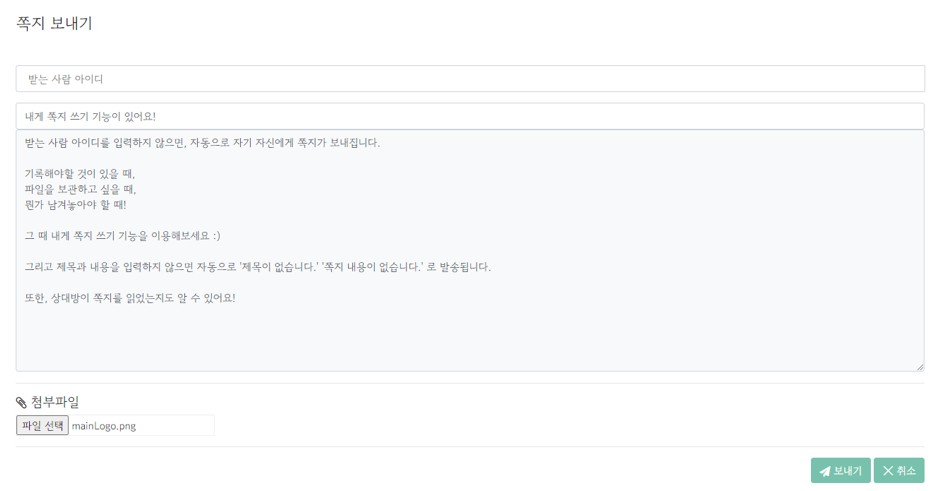 쪽지 보내기
받는 사람 아이디
내게 쪽지 쓰기 기능이 있어요!
받는 사람 아이디를 입력하지 않으면, 자동으로 자기 자신에게 쪽지가 보내집니다.
기록해야할 것이 있을 때,
파일을 보관하고 싶을 때,
뭔가 남겨놓아야 할 때!
그 때 내게 쪽지 쓰기 기능을 이용해보세요 :)
그리고 제목과 내용을 입력하지 않으면 자동으로 '제목이 없습니다.' '쪽지 내용이 없습니다.' 로 발송됩니다.
또한, 상대방이 쪽지를 읽었는지도 알 수 있어요!
첨부파일
파일 선택 mainLogo.png
보내기 취소